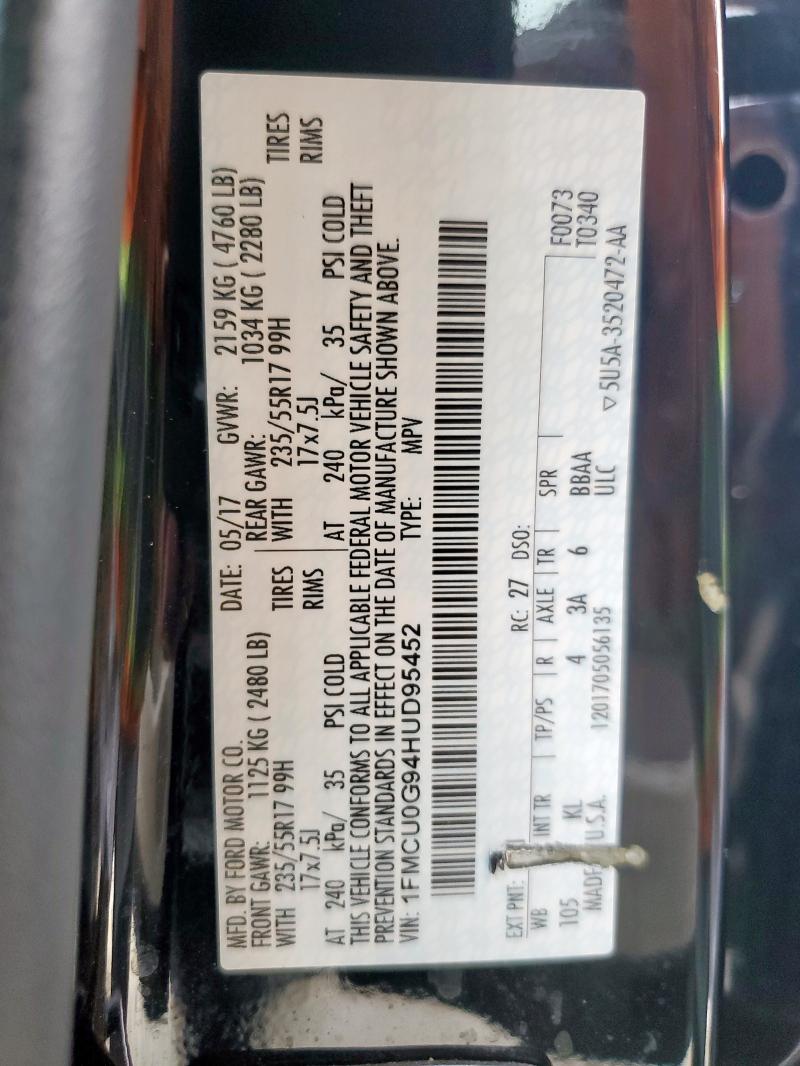 MFD. BY FORD MOTOR CO. DATE: 05/17 GVWR: 2159 KG ( 4760 LB)
FRONT GAWR: 1125 KG ( 2480 LB) REAR GAWR: 1034 KG ( 2280 LB)
WITH 235/55R17 99H TIRES WITH 235/55R17 99H TIRES
17x7.5J RIMS 17x7.5J RIMS
AT 240 kPa/ 35 PSI COLD AT 240 kPa/ 35 PSI COLD
THIS VEHICLE CONFORMS TO ALL APPLICABLE FEDERAL MOTOR VEHICLE SAFETY AND THEFT
PREVENTION STANDARDS IN EFFECT ON THE DATE OF MANUFACTURE SHOWN ABOVE.
VIN: 1FMCU0G94HUD95452 TYPE: MPV
EXT PNT: RC: 27 DSO:
WB INT TR TP/PS R AXLE TR SPR F0073
105 KL 4 3A 6 BBAA T0340
MADE U.S.A. 1201705056135 ULC ▽5U5A-3520472-AA